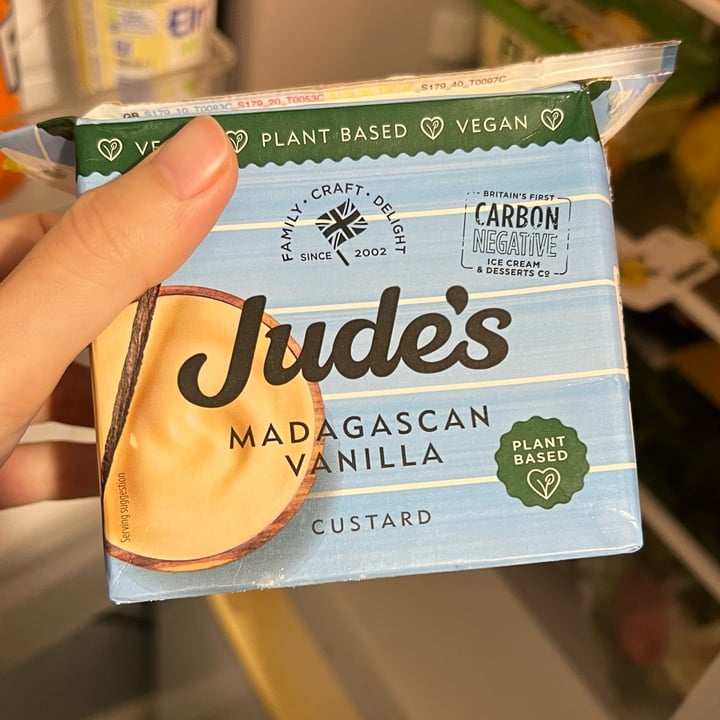 GB S179_10_T0083C S179_20_T0053C S179_40_T0097C
PLANT BASED VEGAN
FAMILY · CRAFT · DELIGHT
SINCE 2002
BRITAIN'S FIRST
CARBON
NEGATIVE
ICE CREAM
& DESSERTS CO
Jude's
MADAGASCAN
VANILLA
CUSTARD
PLANT
BASED
Serving suggestion